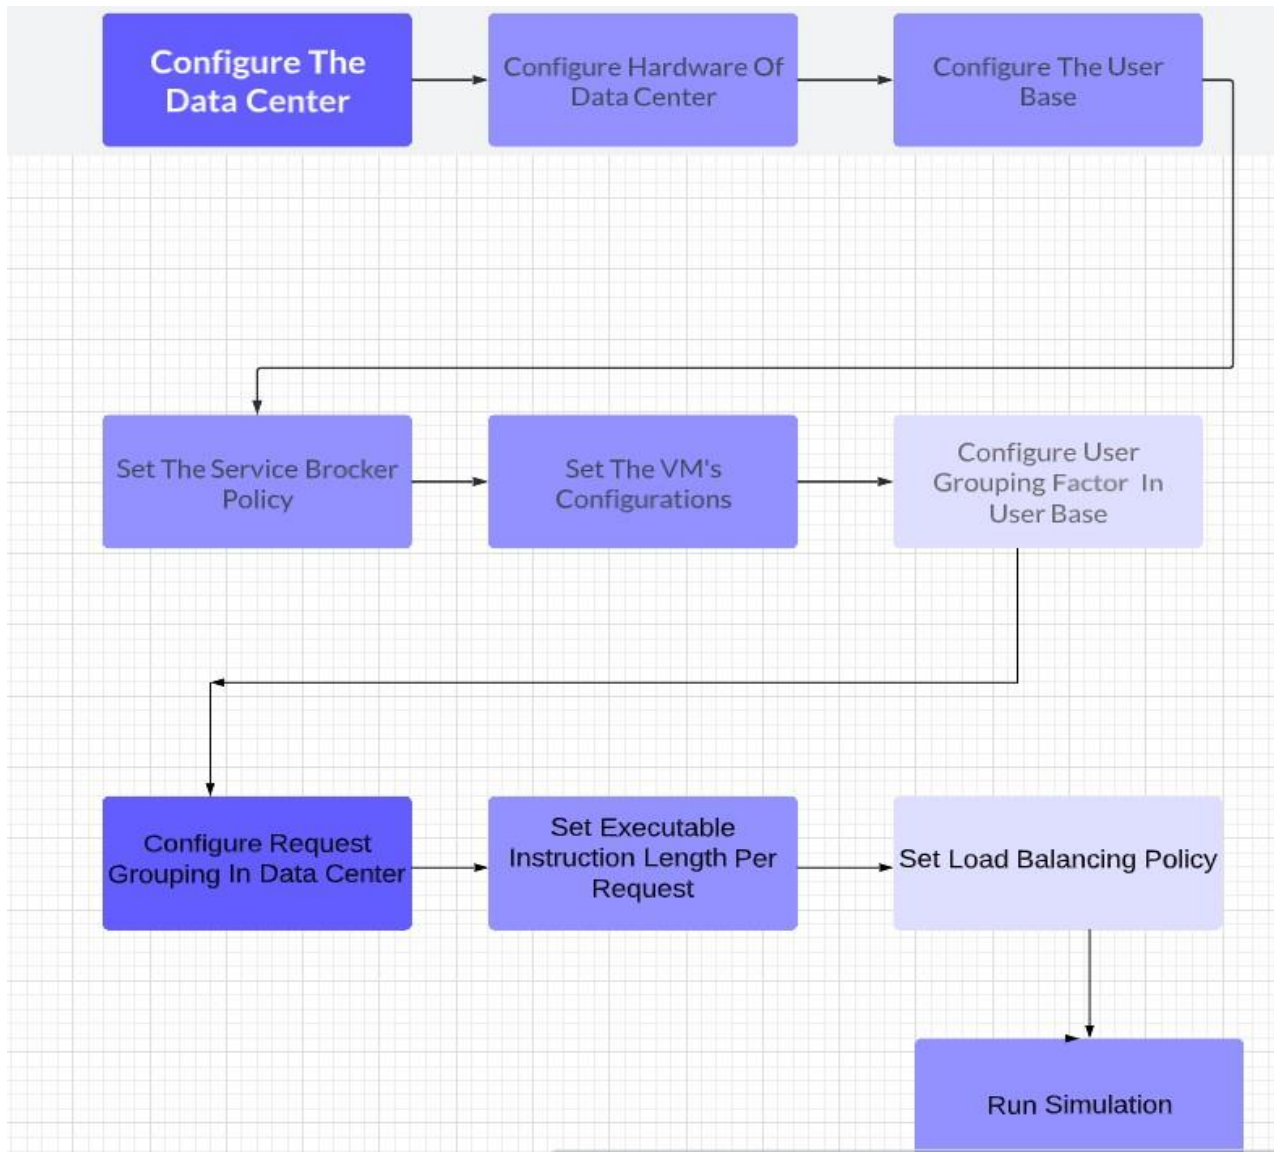 Configure The
Data Center
Configure Hardware Of
Data Center
Configure The User
Base
Set The Service Brocker
Policy
Set The VM's
Configurations
Configure User
Grouping Factor In
User Base
Configure Request
Grouping In Data Center
Set Executable
Instruction Length Per
Request
Set Load Balancing Policy
Run Simulation